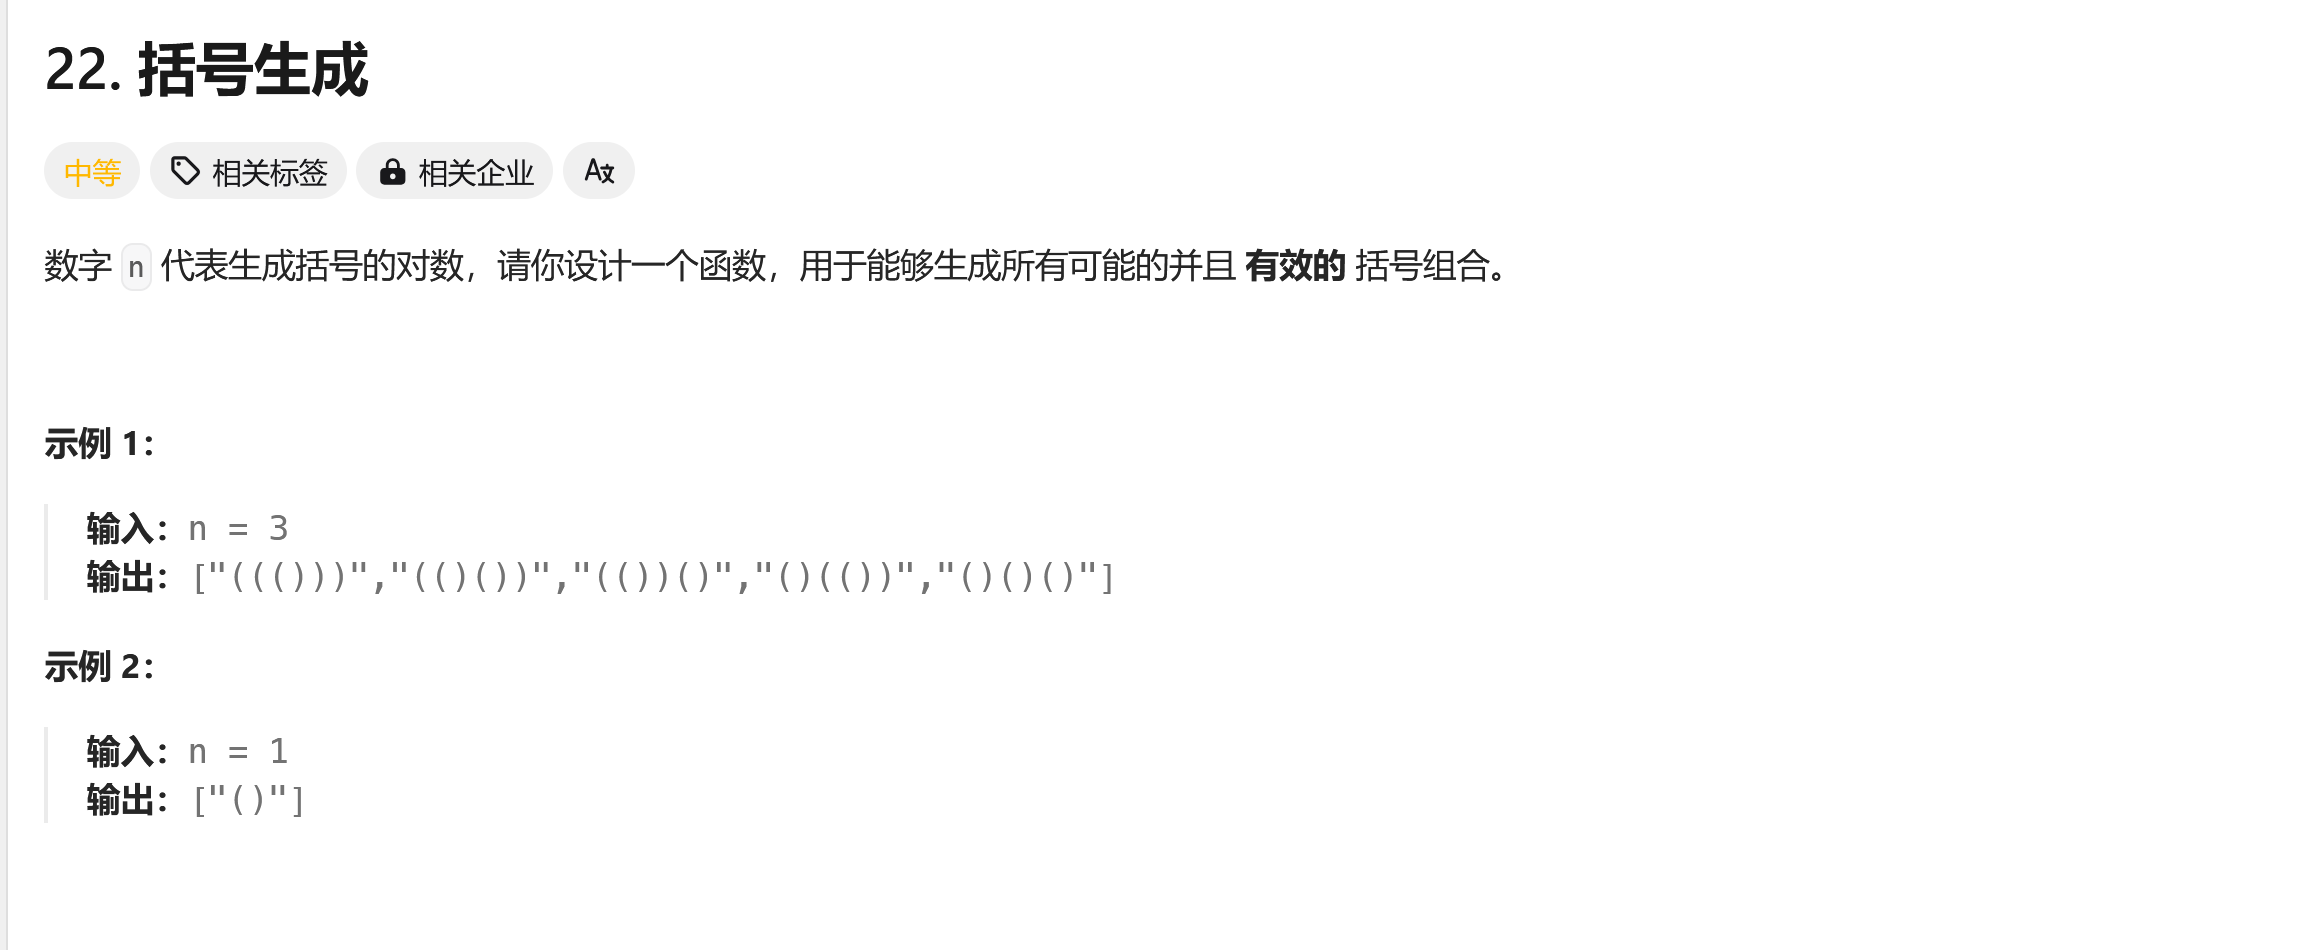 22. 括号生成
中等 相关标签 相关企业
数字 n 代表生成括号的对数，请你设计一个函数，用于能够生成所有可能的并且 有效的 括号组合。
示例 1：
输入：n = 3
输出：["((()))","(()())","(())()","()(())","()()()"]
示例 2：
输入：n = 1
输出：["()"]